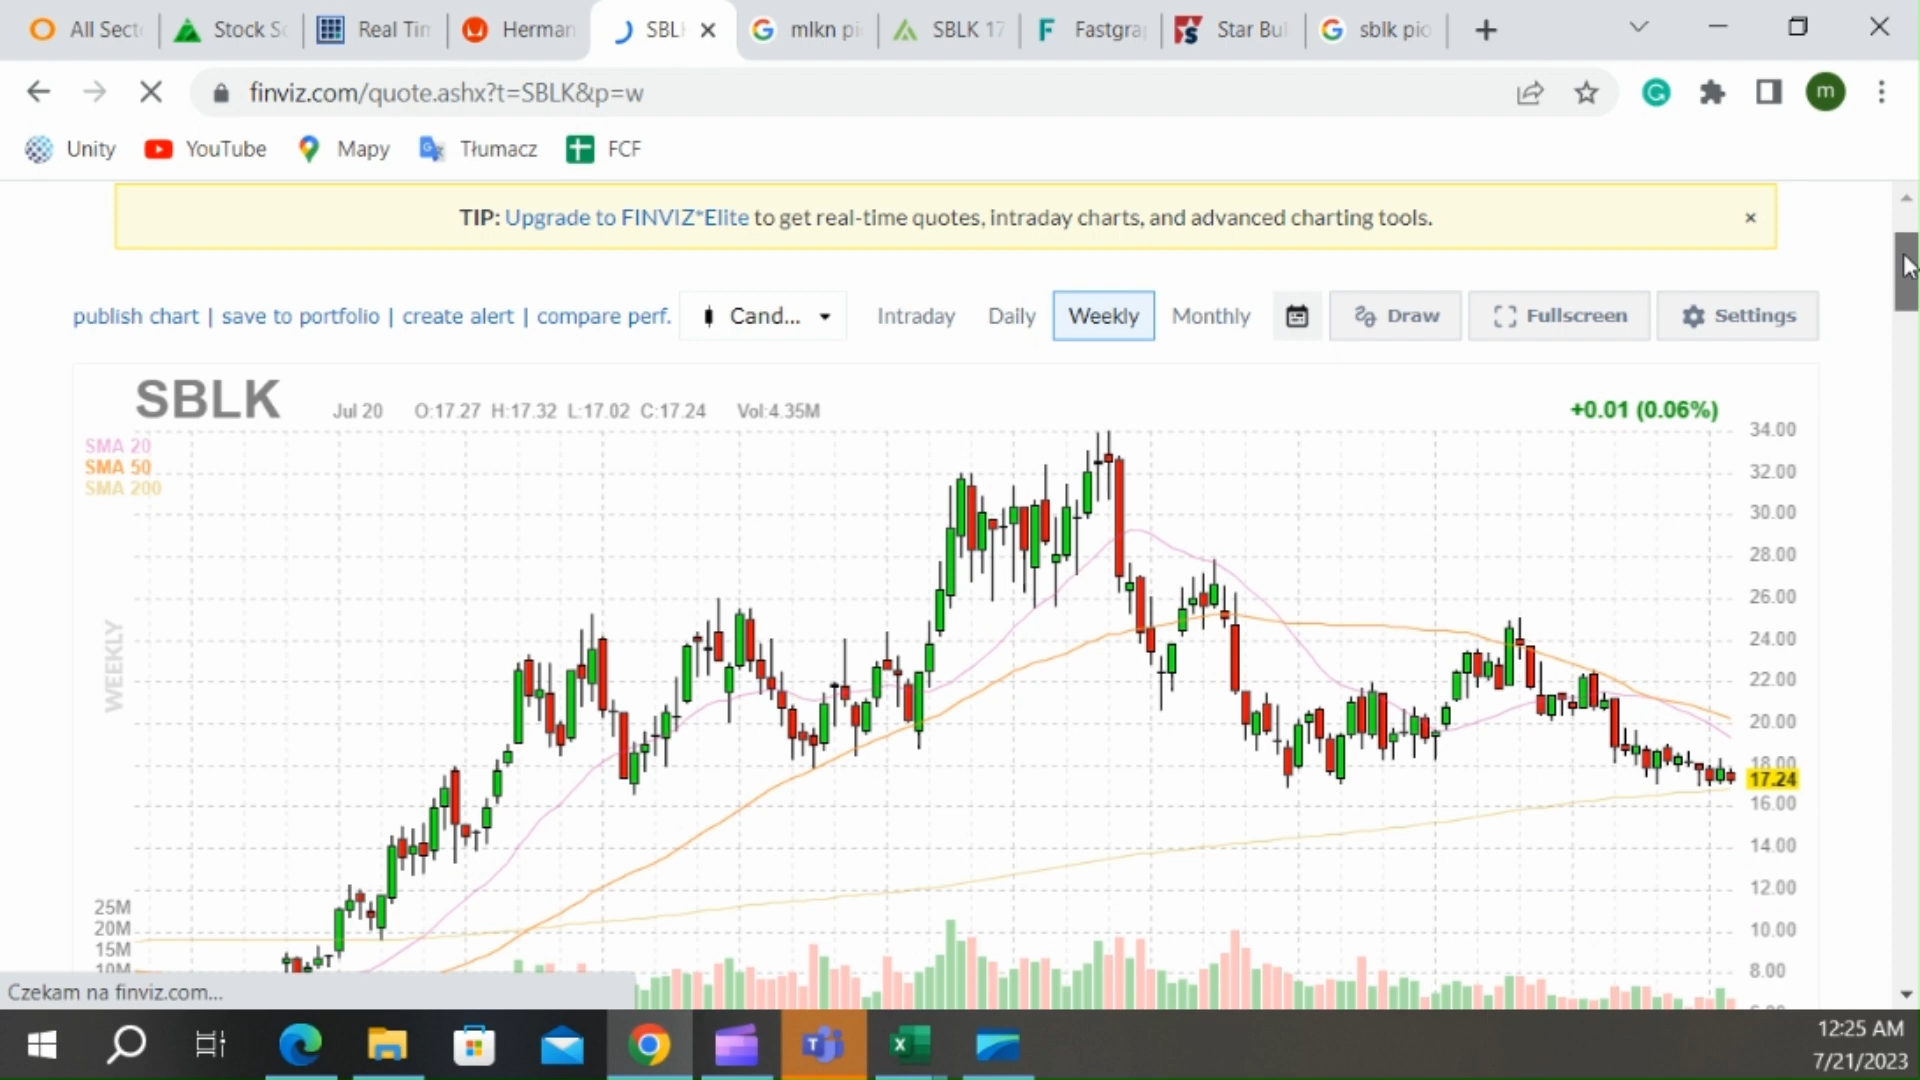 All Sect
Stock Sc
Real Tim
Herman
SBL
mlkn pi
SBLK 17
Fastgra
Star Bul
sblk pio
finviz.com/quote.ashx?t=SBLK&p=w
m
Unity
YouTube
Mapy
Tłumacz
FCF
TIP: Upgrade to FINVIZ*Elite to get real-time quotes, intraday charts, and advanced charting tools.
publish chart | save to portfolio | create alert | compare perf.
Cand...
Intraday
Daily
Weekly
Monthly
Draw
Fullscreen
Settings
SBLK
Jul 20 O:17.27 H:17.32 L:17.02 C:17.24 Vol:4.35M
+0.01 (0.06%)
SMA 20
SMA 50
SMA 200
WEEKLY
34.00
32.00
30.00
28.00
26.00
24.00
22.00
20.00
18.00
17.24
16.00
14.00
12.00
10.00
8.00
25M
20M
15M
10M
Czekam na finviz.com...
12:25 AM
7/21/2023